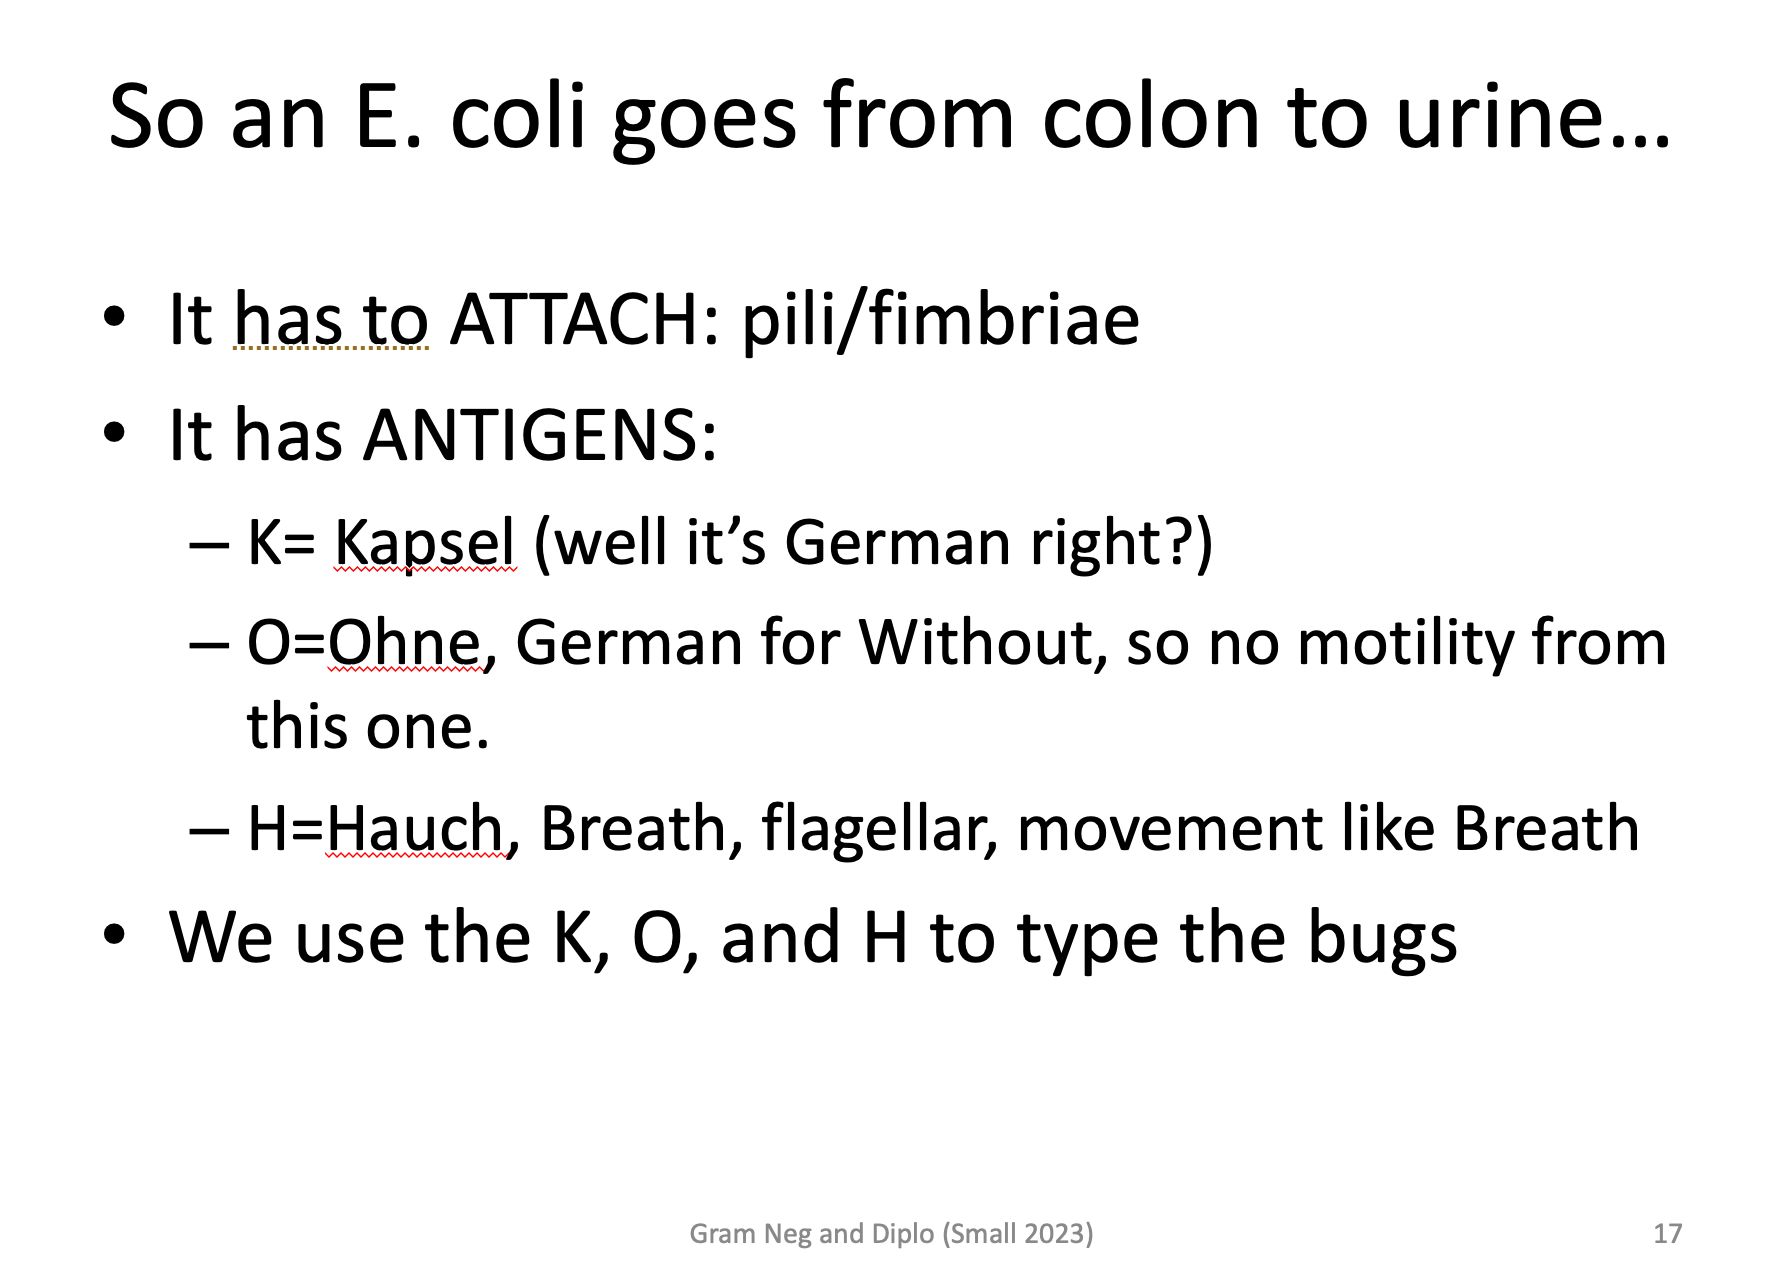 So an E. coli goes from colon to urine…
• It has to ATTACH: pili/fimbriae
• It has ANTIGENS:
– K= Kapsel (well it’s German right?)
– O=Ohne, German for Without, so no motility from
this one.
– H=Hauch, Breath, flagellar, movement like Breath
• We use the K, O, and H to type the bugs
Gram Neg and Diplo (Small 2023)
17